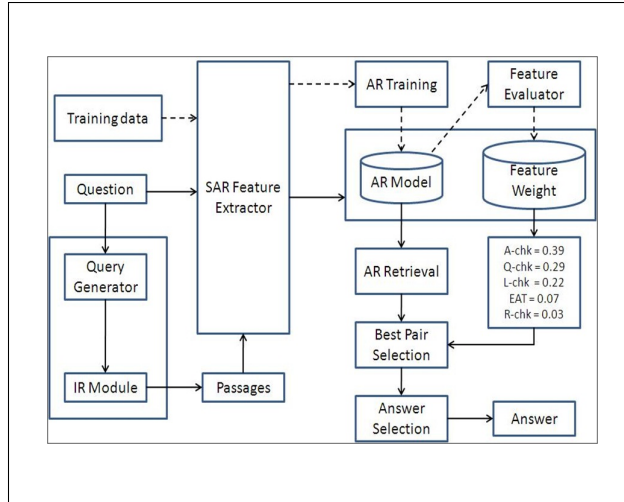 AR Training
Feature
Evaluator
Training data
SAR Feature
Extractor
AR Model
Feature
Weight
Question
Query
Generator
AR Retrieval
A-chk = 0.39
Q-chk = 0.29
L-chk = 0.22
EAT = 0.07
R-chk = 0.03
Best Pair
Selection
IR Module
Passages
Answer
Selection
Answer